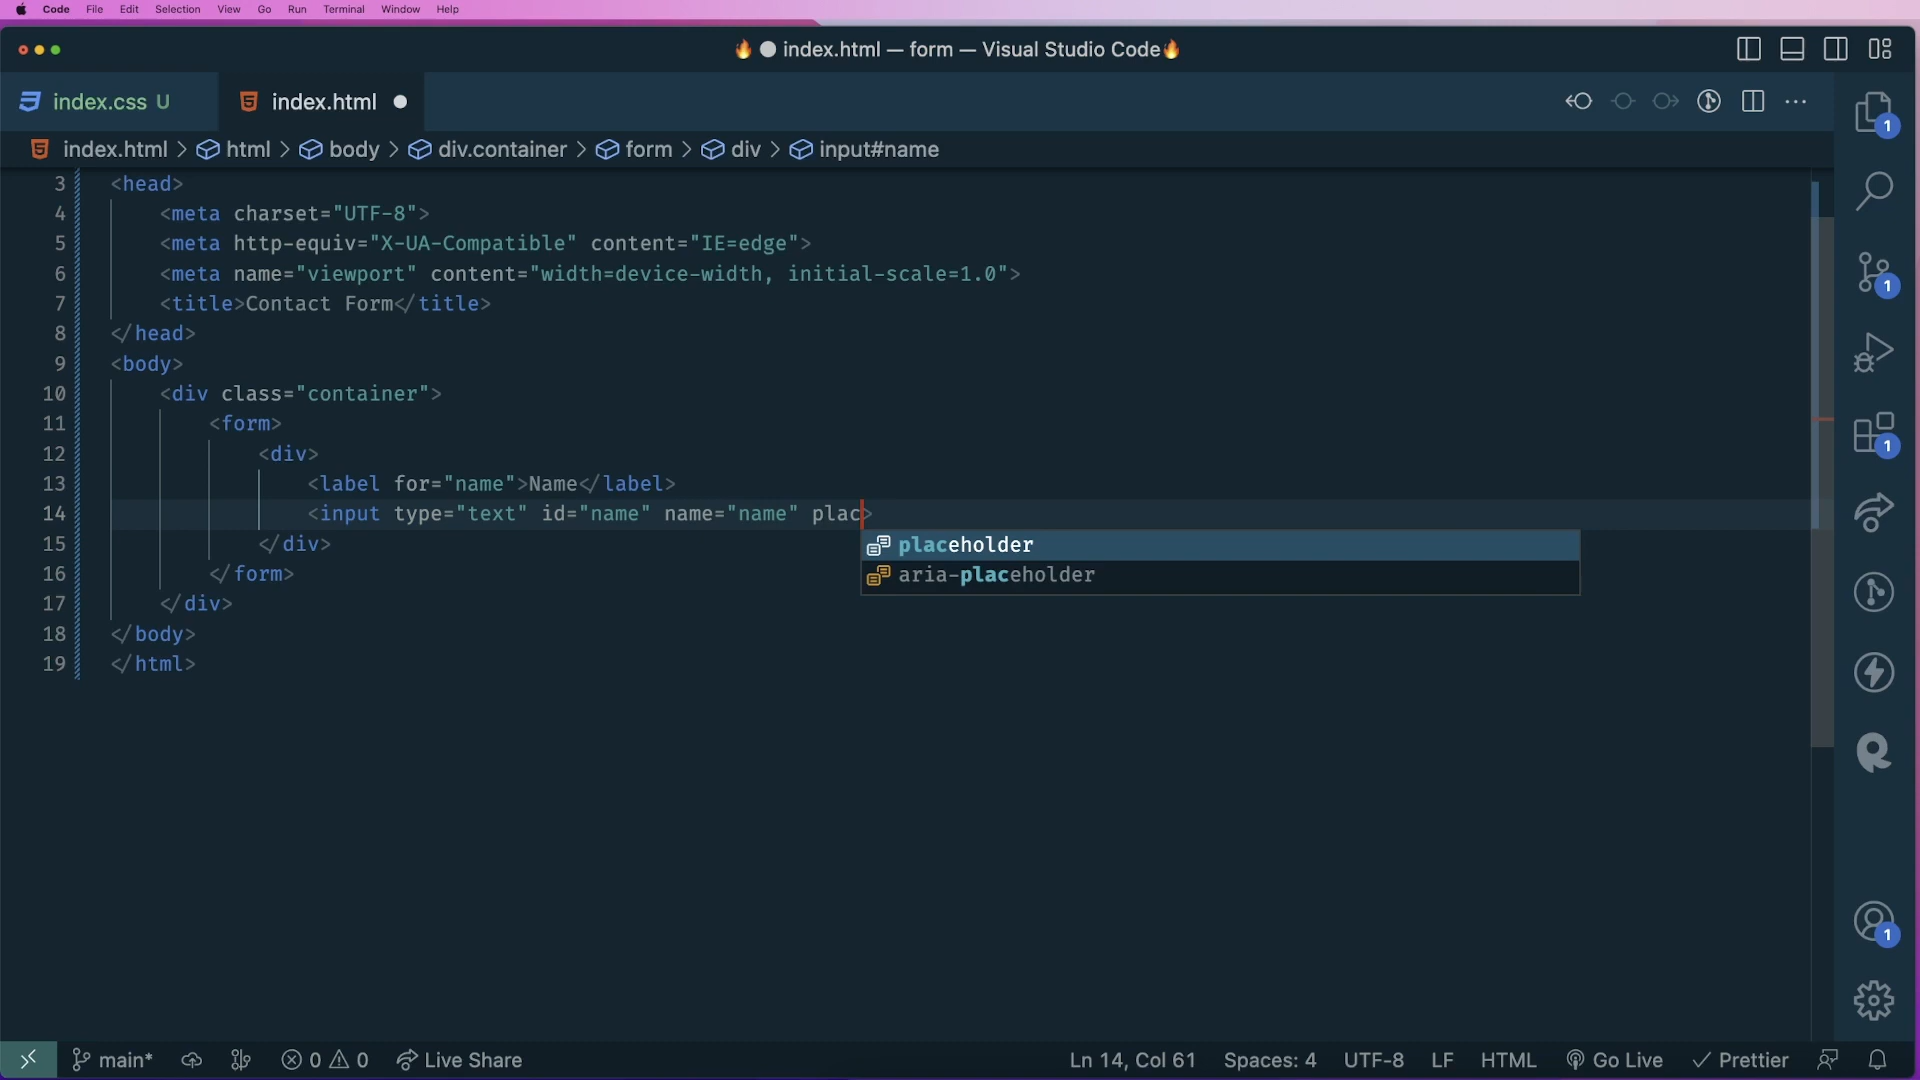 Code File Edit Selection View Go Run Terminal Window Help
🔥 ● index.html — form — Visual Studio Code🔥
index.css U index.html ●
index.html > html > body > div.container > form > div > input#name
3 <head>
4 <meta charset="UTF-8">
5 <meta http-equiv="X-UA-Compatible" content="IE=edge">
6 <meta name="viewport" content="width=device-width, initial-scale=1.0">
7 <title>Contact Form</title>
8 </head>
9 <body>
10 <div class="container">
11 <form>
12 <div>
13 <label for="name">Name</label>
14 <input type="text" id="name" name="name" plac>
placeholder
15 </div>
aria-placeholder
16 </form>
17 </div>
18 </body>
19 </html>
1
1
1
1
main* 0 0 Live Share Ln 14, Col 61 Spaces: 4 UTF-8 LF HTML Go Live Prettier